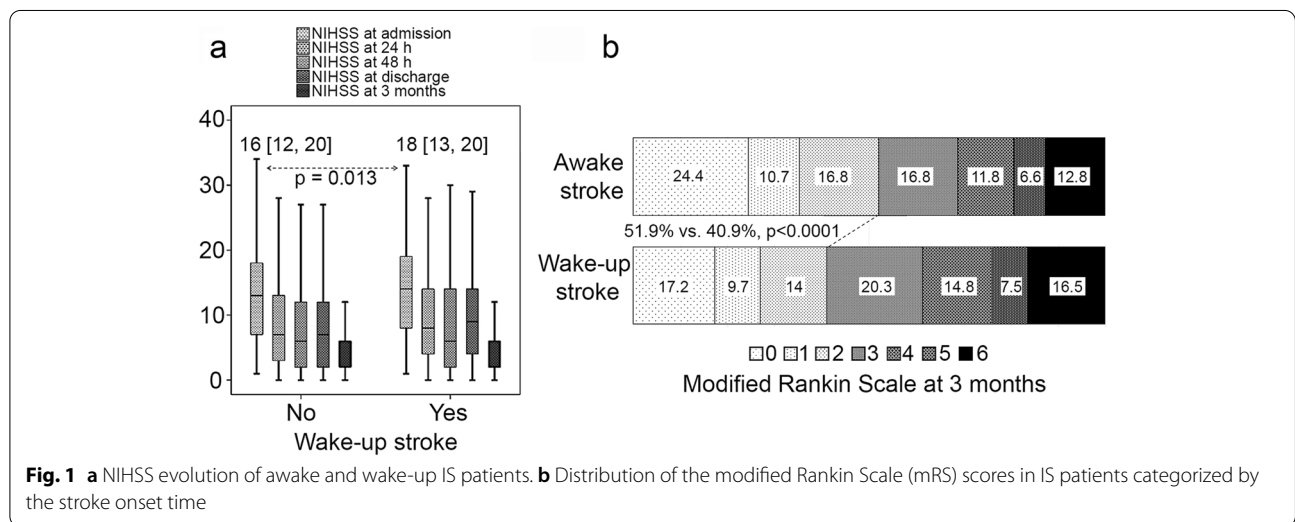 a
NIHSS at admission
NIHSS at 24 h
NIHSS at 48 h
NIHSS at discharge
NIHSS at 3 months
40
30
20
10
0
16 [12, 20]
18 [13, 20]
p = 0.013
No
Yes
Wake-up stroke
b
Awake
stroke
24.4 10.7 16.8 16.8 11.8 6.6 12.8
51.9% vs. 40.9%, p<0.0001
Wake-up
stroke
17.2 9.7 14 20.3 14.8 7.5 16.5
0 1 2 3 4 5 6
Modified Rankin Scale at 3 months
Fig. 1 a NIHSS evolution of awake and wake-up IS patients. b Distribution of the modified Rankin Scale (mRS) scores in IS patients categorized by
the stroke onset time